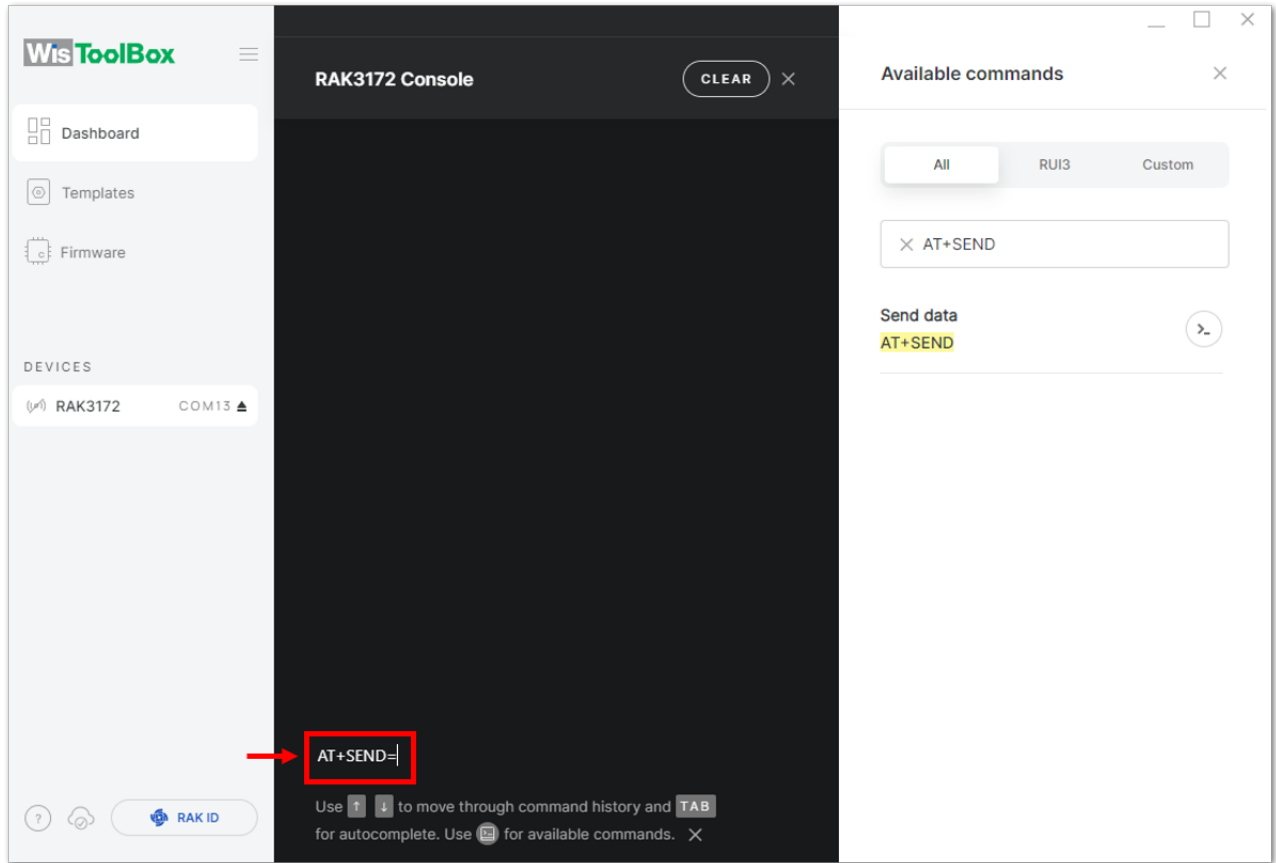 WisToolBox
Dashboard
Templates
Firmware
DEVICES
RAK3172 COM13
RAK ID
RAK3172 Console
CLEAR
AT+SEND=
Use ↑ ↓ to move through command history and TAB
for autocomplete. Use for available commands.
Available commands
All RUI3 Custom
AT+SEND
Send data
AT+SEND